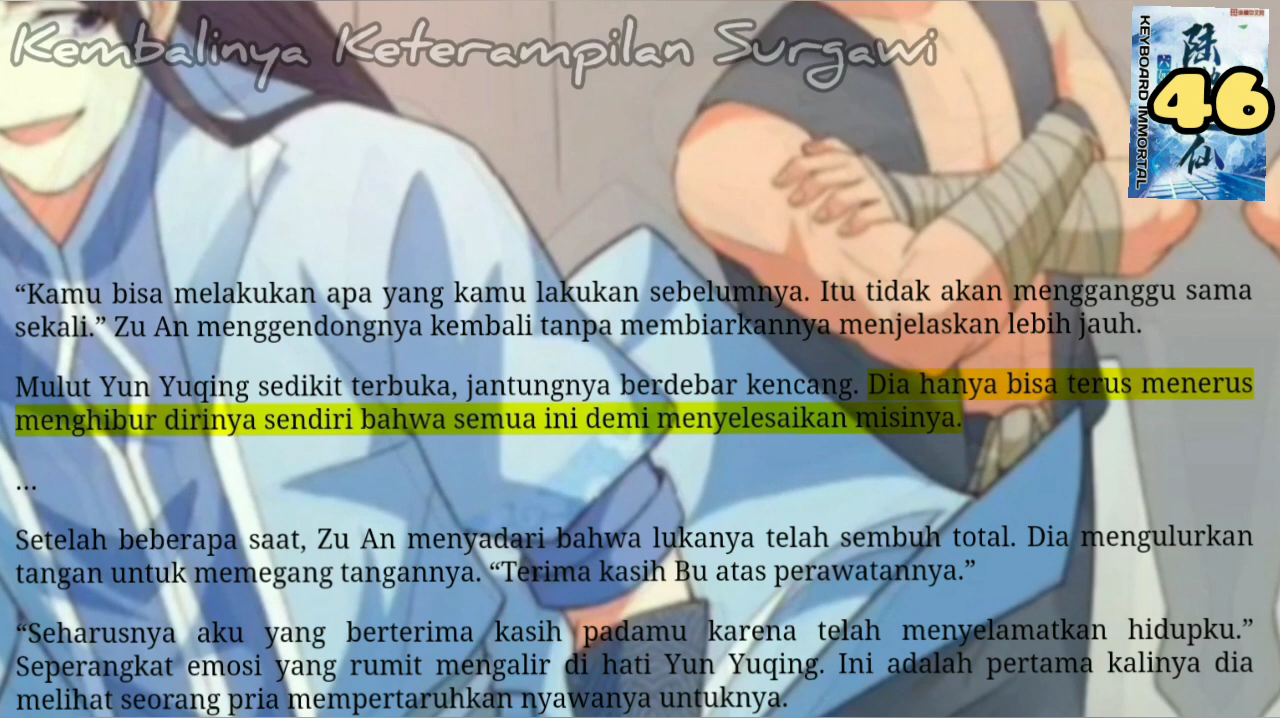 Kembalinya Keterampilan Surgawi
KEYBOARD IMMORTAL
46
“Kamu bisa melakukan apa yang kamu lakukan sebelumnya. Itu tidak akan mengganggu sama
sekali.” Zu An menggendongnya kembali tanpa membiarkannya menjelaskan lebih jauh.
Mulut Yun Yuqing sedikit terbuka, jantungnya berdebar kencang. Dia hanya bisa terus menerus
menghibur dirinya sendiri bahwa semua ini demi menyelesaikan misinya.
...
Setelah beberapa saat, Zu An menyadari bahwa lukanya telah sembuh total. Dia mengulurkan
tangan untuk memegang tangannya. “Terima kasih Bu atas perawatannya.”
“Seharusnya aku yang berterima kasih padamu karena telah menyelamatkan hidupku.”
Seperangkat emosi yang rumit mengalir di hati Yun Yuqing. Ini adalah pertama kalinya dia
melihat seorang pria mempertaruhkan nyawanya untuknya.